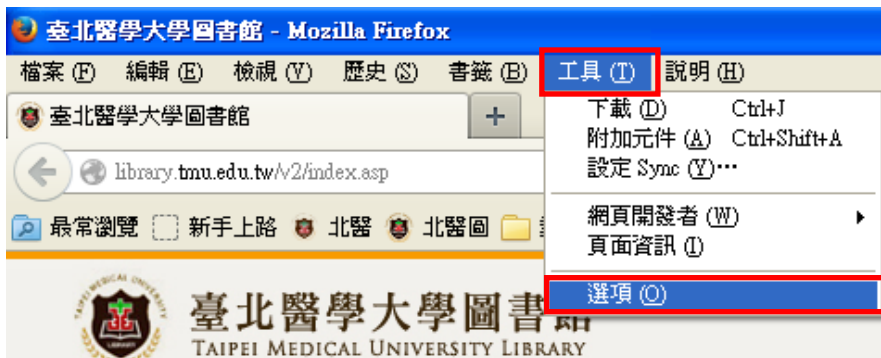 臺北醫學大學圖書館 - Mozilla Firefox
檔案 (F) 編輯 (E) 檢視 (V) 歷史 (S) 書籤 (B) 工具 (T) 說明 (H)
臺北醫學大學圖書館 +
下載 (D) Ctrl+J
附加元件 (A) Ctrl+Shift+A
library.tmu.edu.tw/v2/index.asp
設定 Sync (Y)…
最常瀏覽 新手上路 北醫 北醫圖
網頁開發者 (W)
頁面資訊 (I)
選項 (O)
臺北醫學大學圖書館
TAIPEI MEDICAL UNIVERSITY LIBRARY